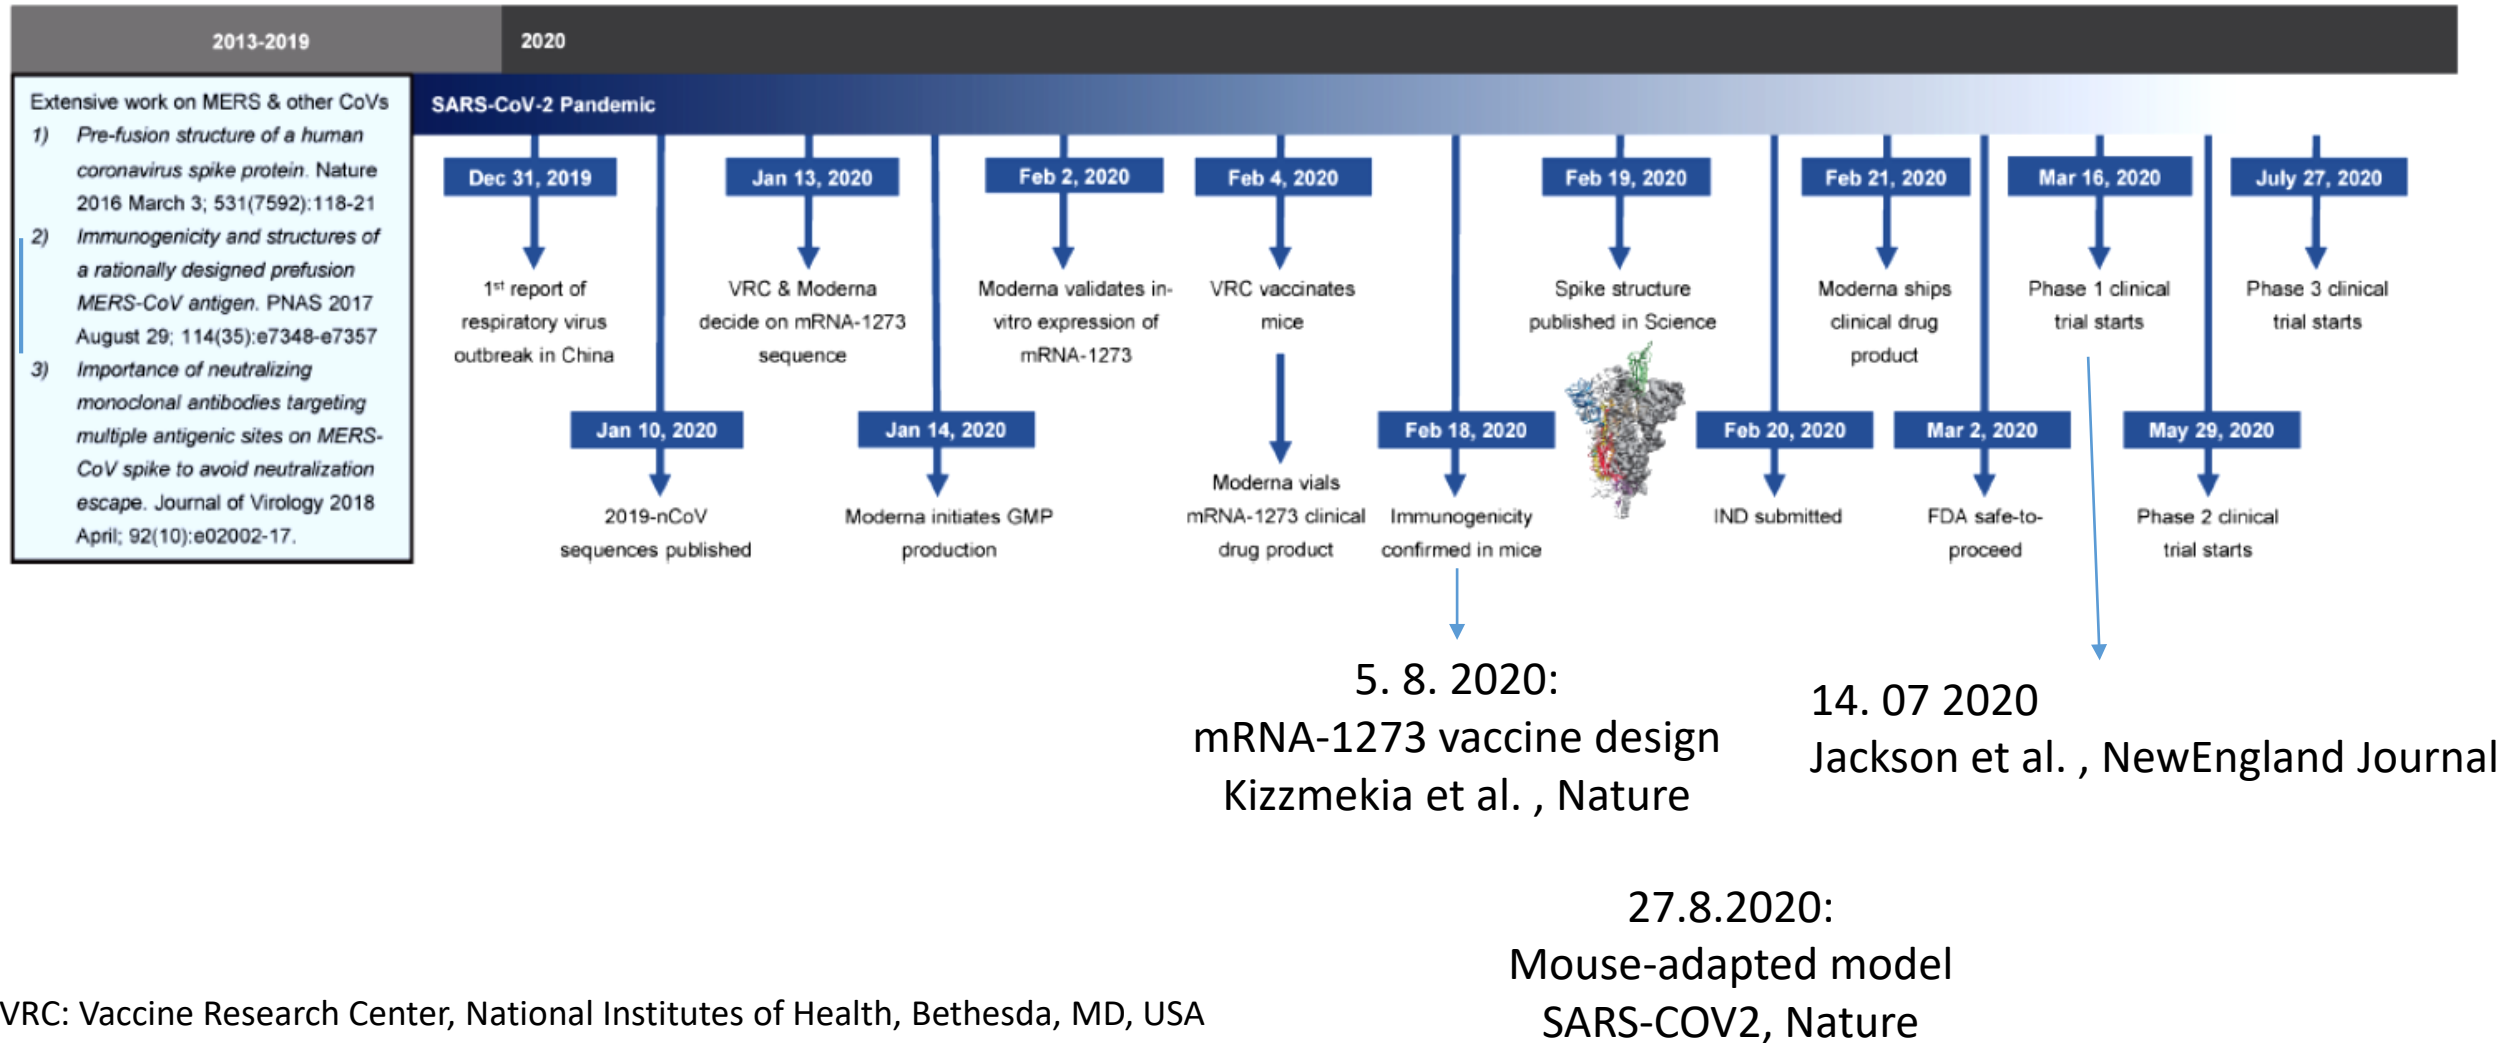 2013-2019
2020
Extensive work on MERS & other CoVs
1) Pre-fusion structure of a human
coronavirus spike protein. Nature
2016 March 3; 531(7592):118-21
2) Immunogenicity and structures of
a rationally designed prefusion
MERS-CoV antigen. PNAS 2017
August 29; 114(35):e7348-e7357
3) Importance of neutralizing
monoclonal antibodies targeting
multiple antigenic sites on MERS-
CoV spike to avoid neutralization
escape. Journal of Virology 2018
April; 92(10):e02002-17.
SARS-CoV-2 Pandemic
Dec 31, 2019
1st report of
respiratory virus
outbreak in China
Jan 10, 2020
2019-nCoV
sequences published
Jan 13, 2020
VRC & Moderna
decide on mRNA-1273
sequence
Jan 14, 2020
Moderna initiates GMP
production
Feb 2, 2020
Moderna validates in-
vitro expression of
mRNA-1273
Feb 4, 2020
VRC vaccinates
mice
Moderna vials
mRNA-1273 clinical
drug product
Feb 18, 2020
Immunogenicity
confirmed in mice
Feb 19, 2020
Spike structure
published in Science
Feb 20, 2020
IND submitted
Feb 21, 2020
Moderna ships
clinical drug
product
Mar 2, 2020
FDA safe-to-
proceed
Mar 16, 2020
Phase 1 clinical
trial starts
May 29, 2020
Phase 2 clinical
trial starts
July 27, 2020
Phase 3 clinical
trial starts
5. 8. 2020:
mRNA-1273 vaccine design
Kizzmekia et al. , Nature
14. 07 2020
Jackson et al. , NewEngland Journal
27.8.2020:
Mouse-adapted model
SARS-COV2, Nature
VRC: Vaccine Research Center, National Institutes of Health, Bethesda, MD, USA